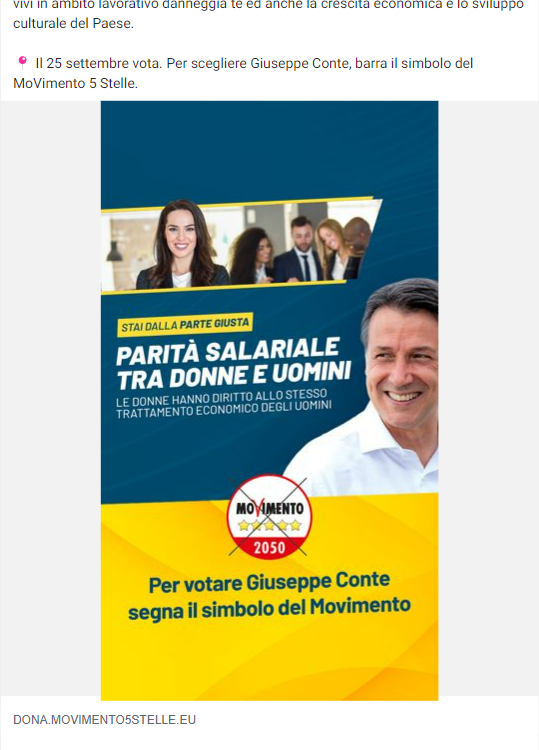 vivi in ambito lavorativo danneggia te ed anche la crescita economica e lo sviluppo
culturale del Paese.
📍 Il 25 settembre vota. Per scegliere Giuseppe Conte, barra il simbolo del
MoVimento 5 Stelle.
STAI DALLA PARTE GIUSTA
PARITÀ SALARIALE
TRA DONNE E UOMINI
LE DONNE HANNO DIRITTO ALLO STESSO
TRATTAMENTO ECONOMICO DEGLI UOMINI
MOVIMENTO
2050
Per votare Giuseppe Conte
segna il simbolo del Movimento
DONA.MOVIMENTO5STELLE.EU